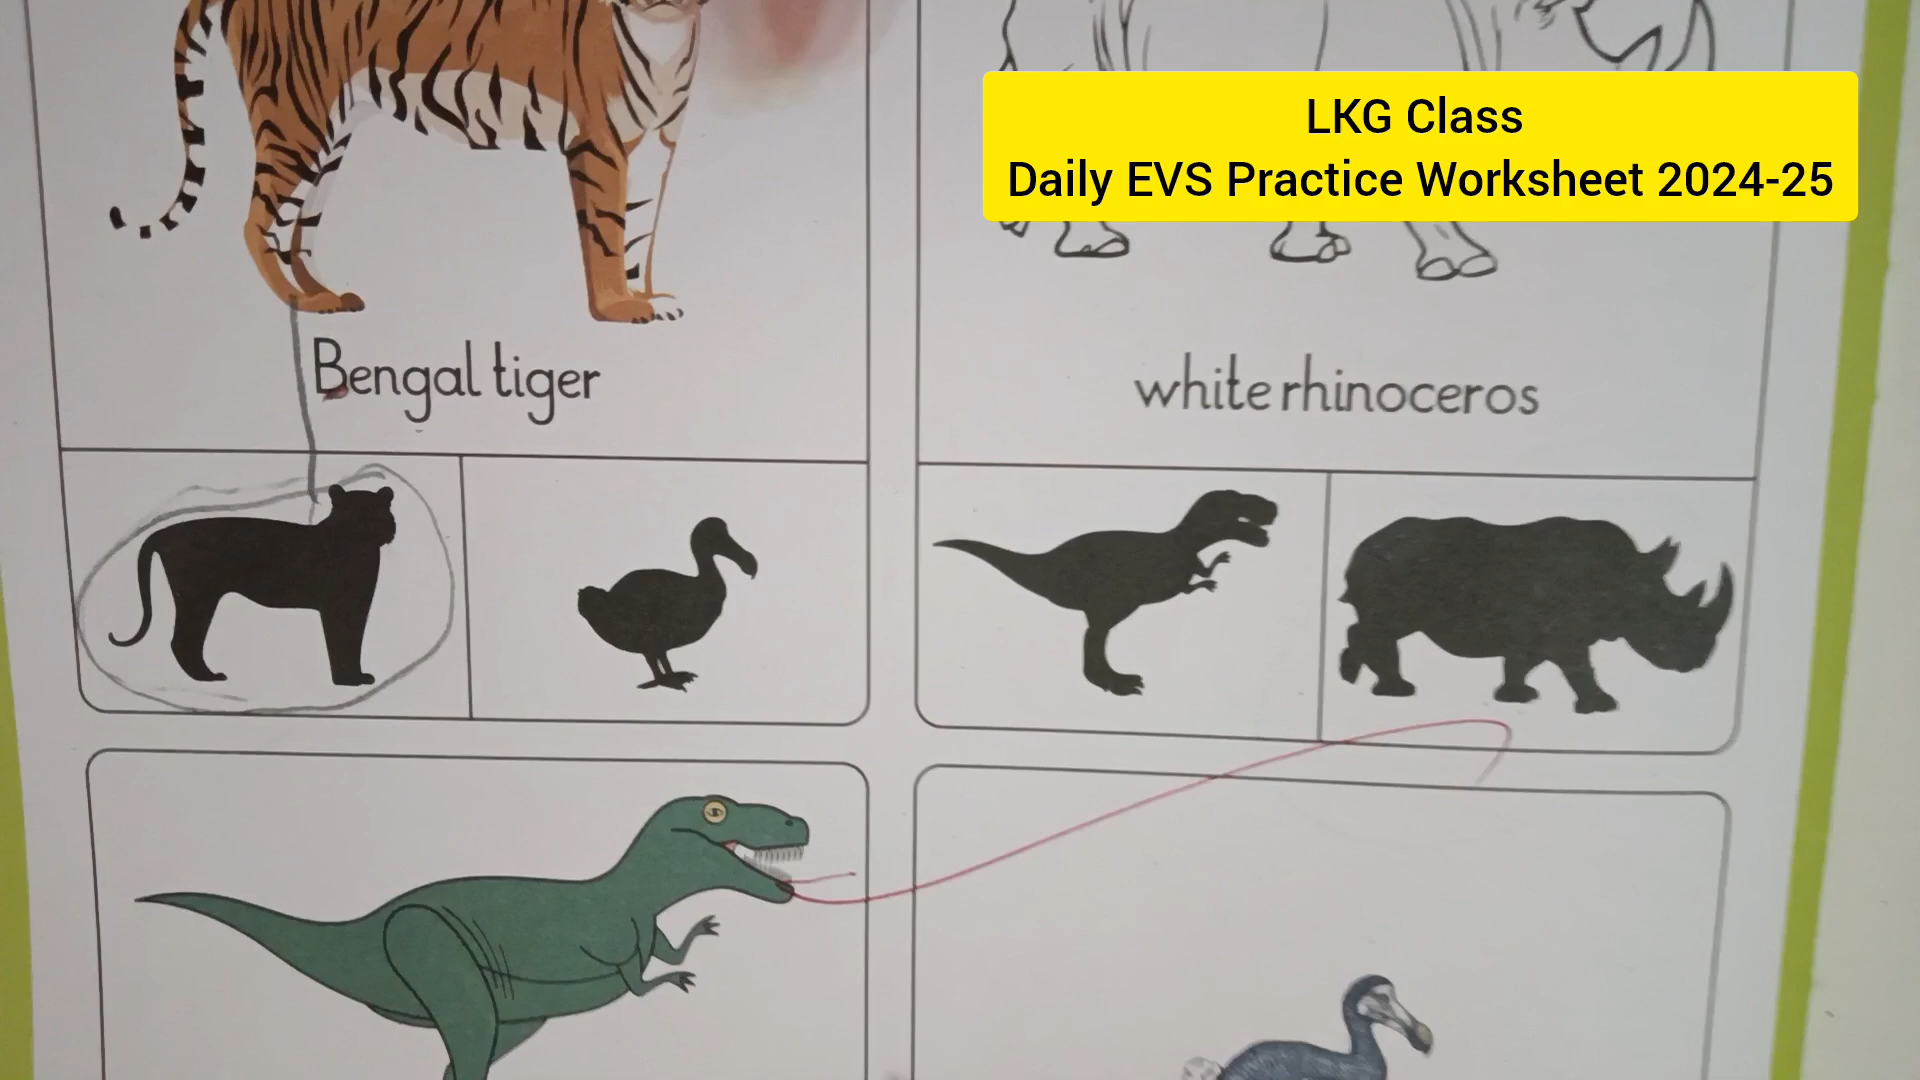 LKG Class
Daily EVS Practice Worksheet 2024-25
Bengal tiger
white rhinoceros